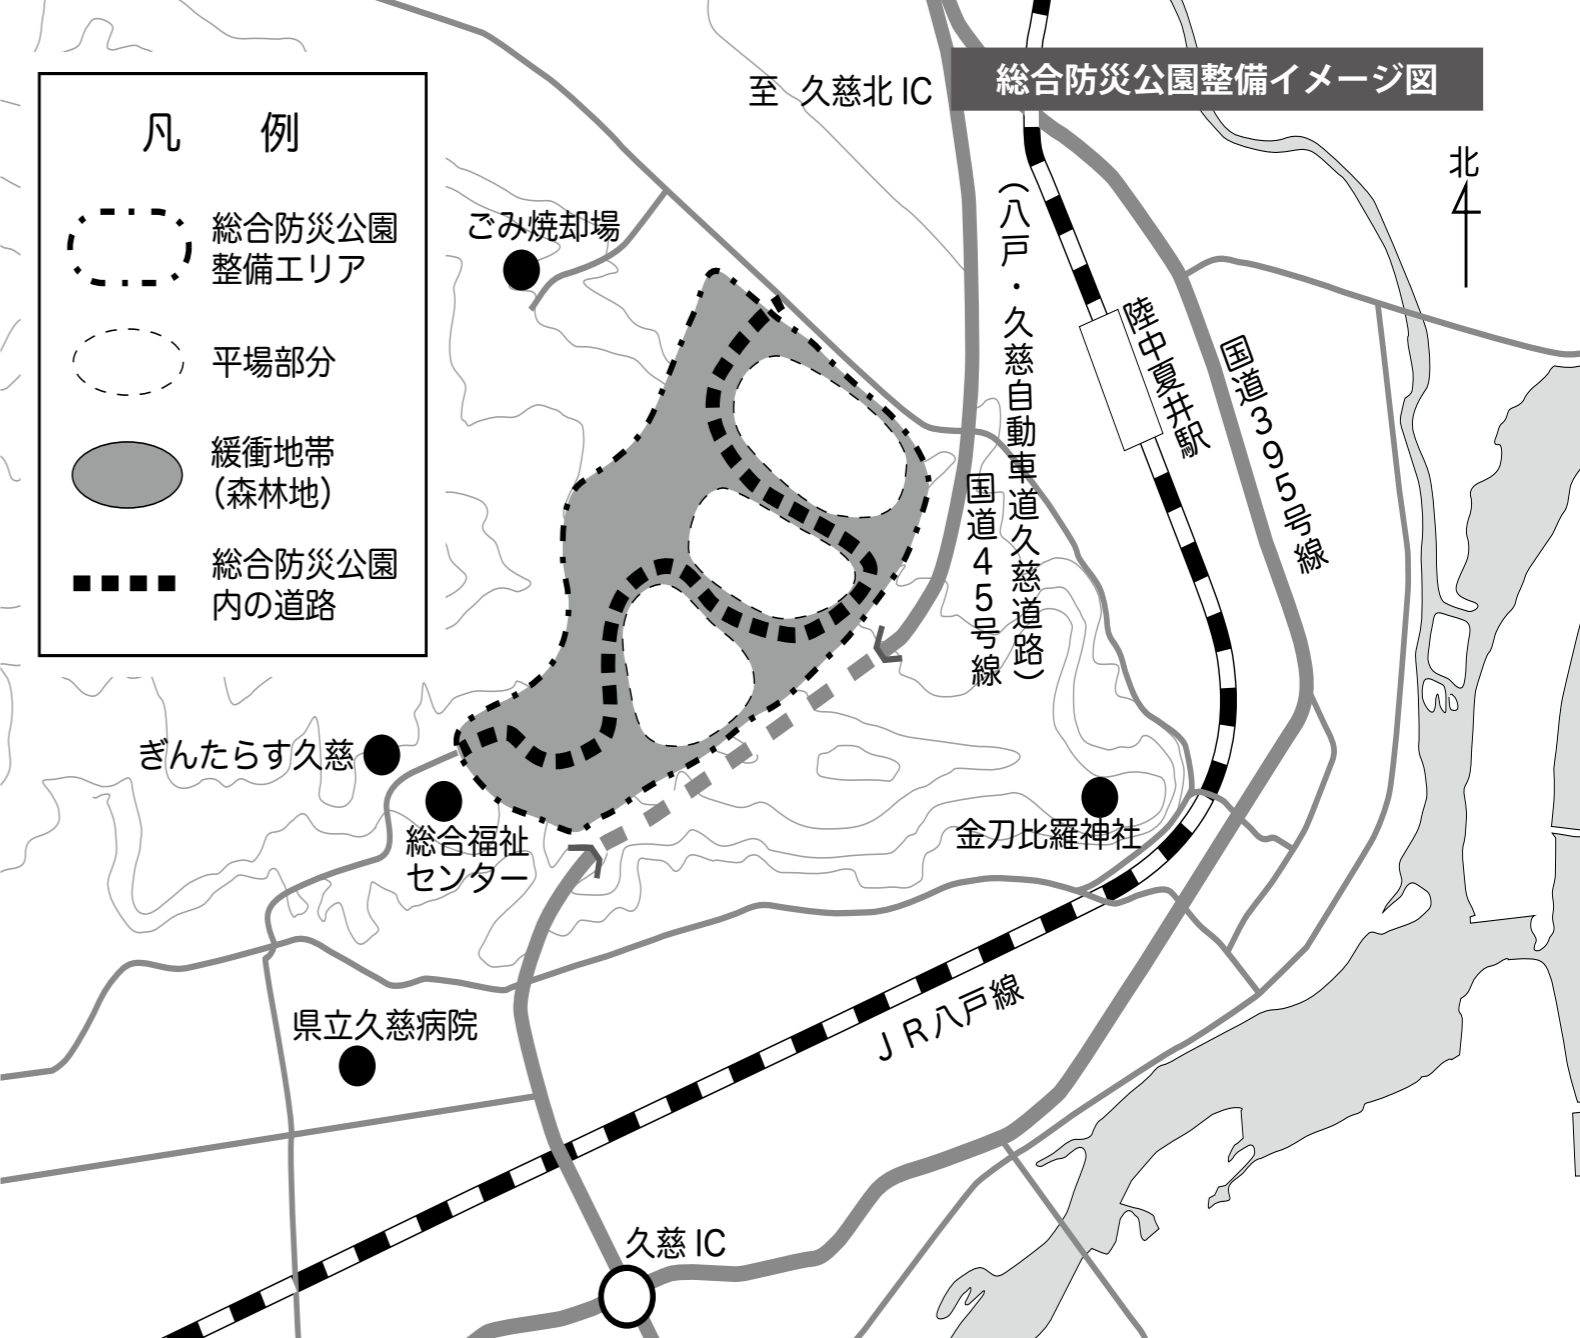 総合防災公園整備イメージ図
至 久慈北IC
北
凡 例
総合防災公園
整備エリア
平場部分
緩衝地帯
(森林地)
総合防災公園
内の道路
ごみ焼却場
(八戸・久慈自動車道久慈道路)
国道45号線
陸中夏井駅
国道395号線
ぎんたらす久慈
総合福祉
センター
金刀比羅神社
県立久慈病院
JR八戸線
久慈IC